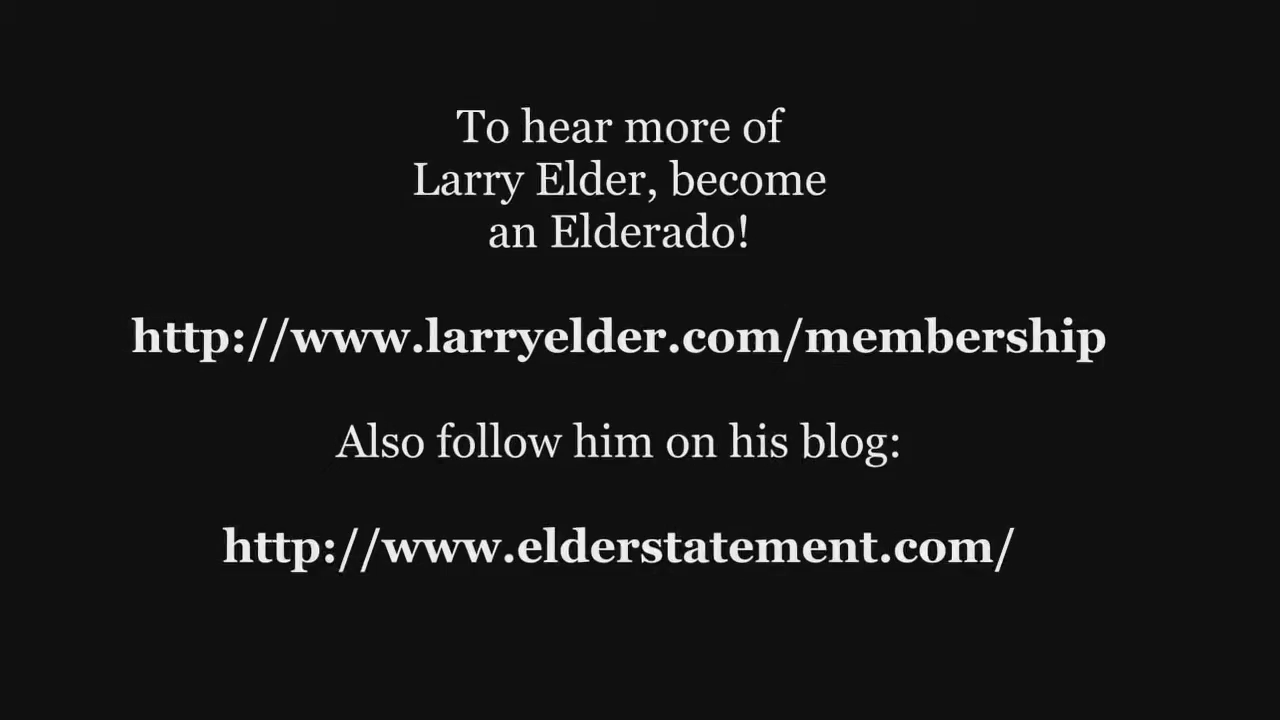 To hear more of
Larry Elder, become
an Elderado!
http://www.larryelder.com/membership
Also follow him on his blog:
http://www.elderstatement.com/